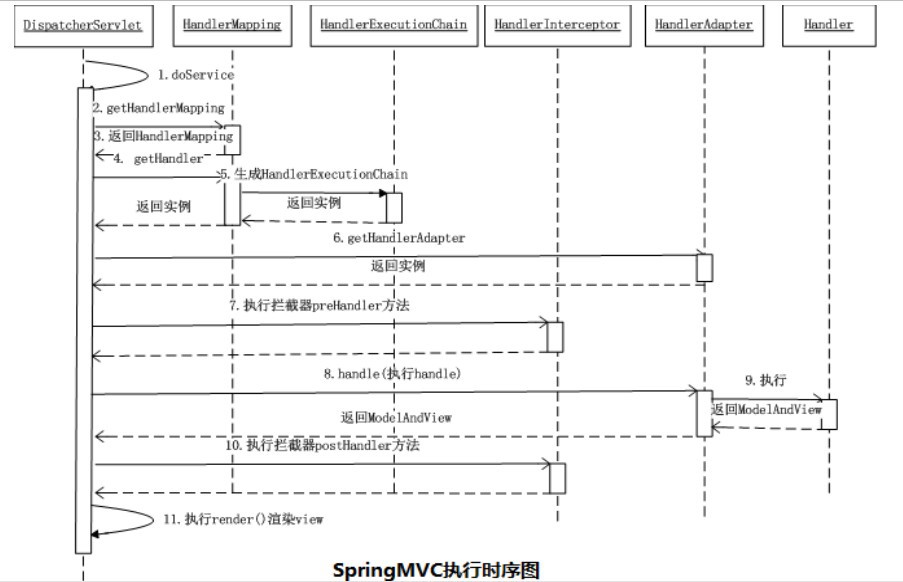 DispatcherServlet
HandlerMapping
HandlerExecutionChain
HandlerInterceptor
HandlerAdapter
Handler
1.doService
2.getHandlerMapping
3.返回HandlerMapping
4. getHandler
5.生成HandlerExecutionChain
返回实例
返回实例
6.getHandlerAdapter
返回实例
7.执行拦截器preHandler方法
8.handle(执行handle)
9.执行
返回ModelAndView
返回ModelAndView
10.执行拦截器postHandler方法
11.执行render()渲染view
SpringMVC执行时序图